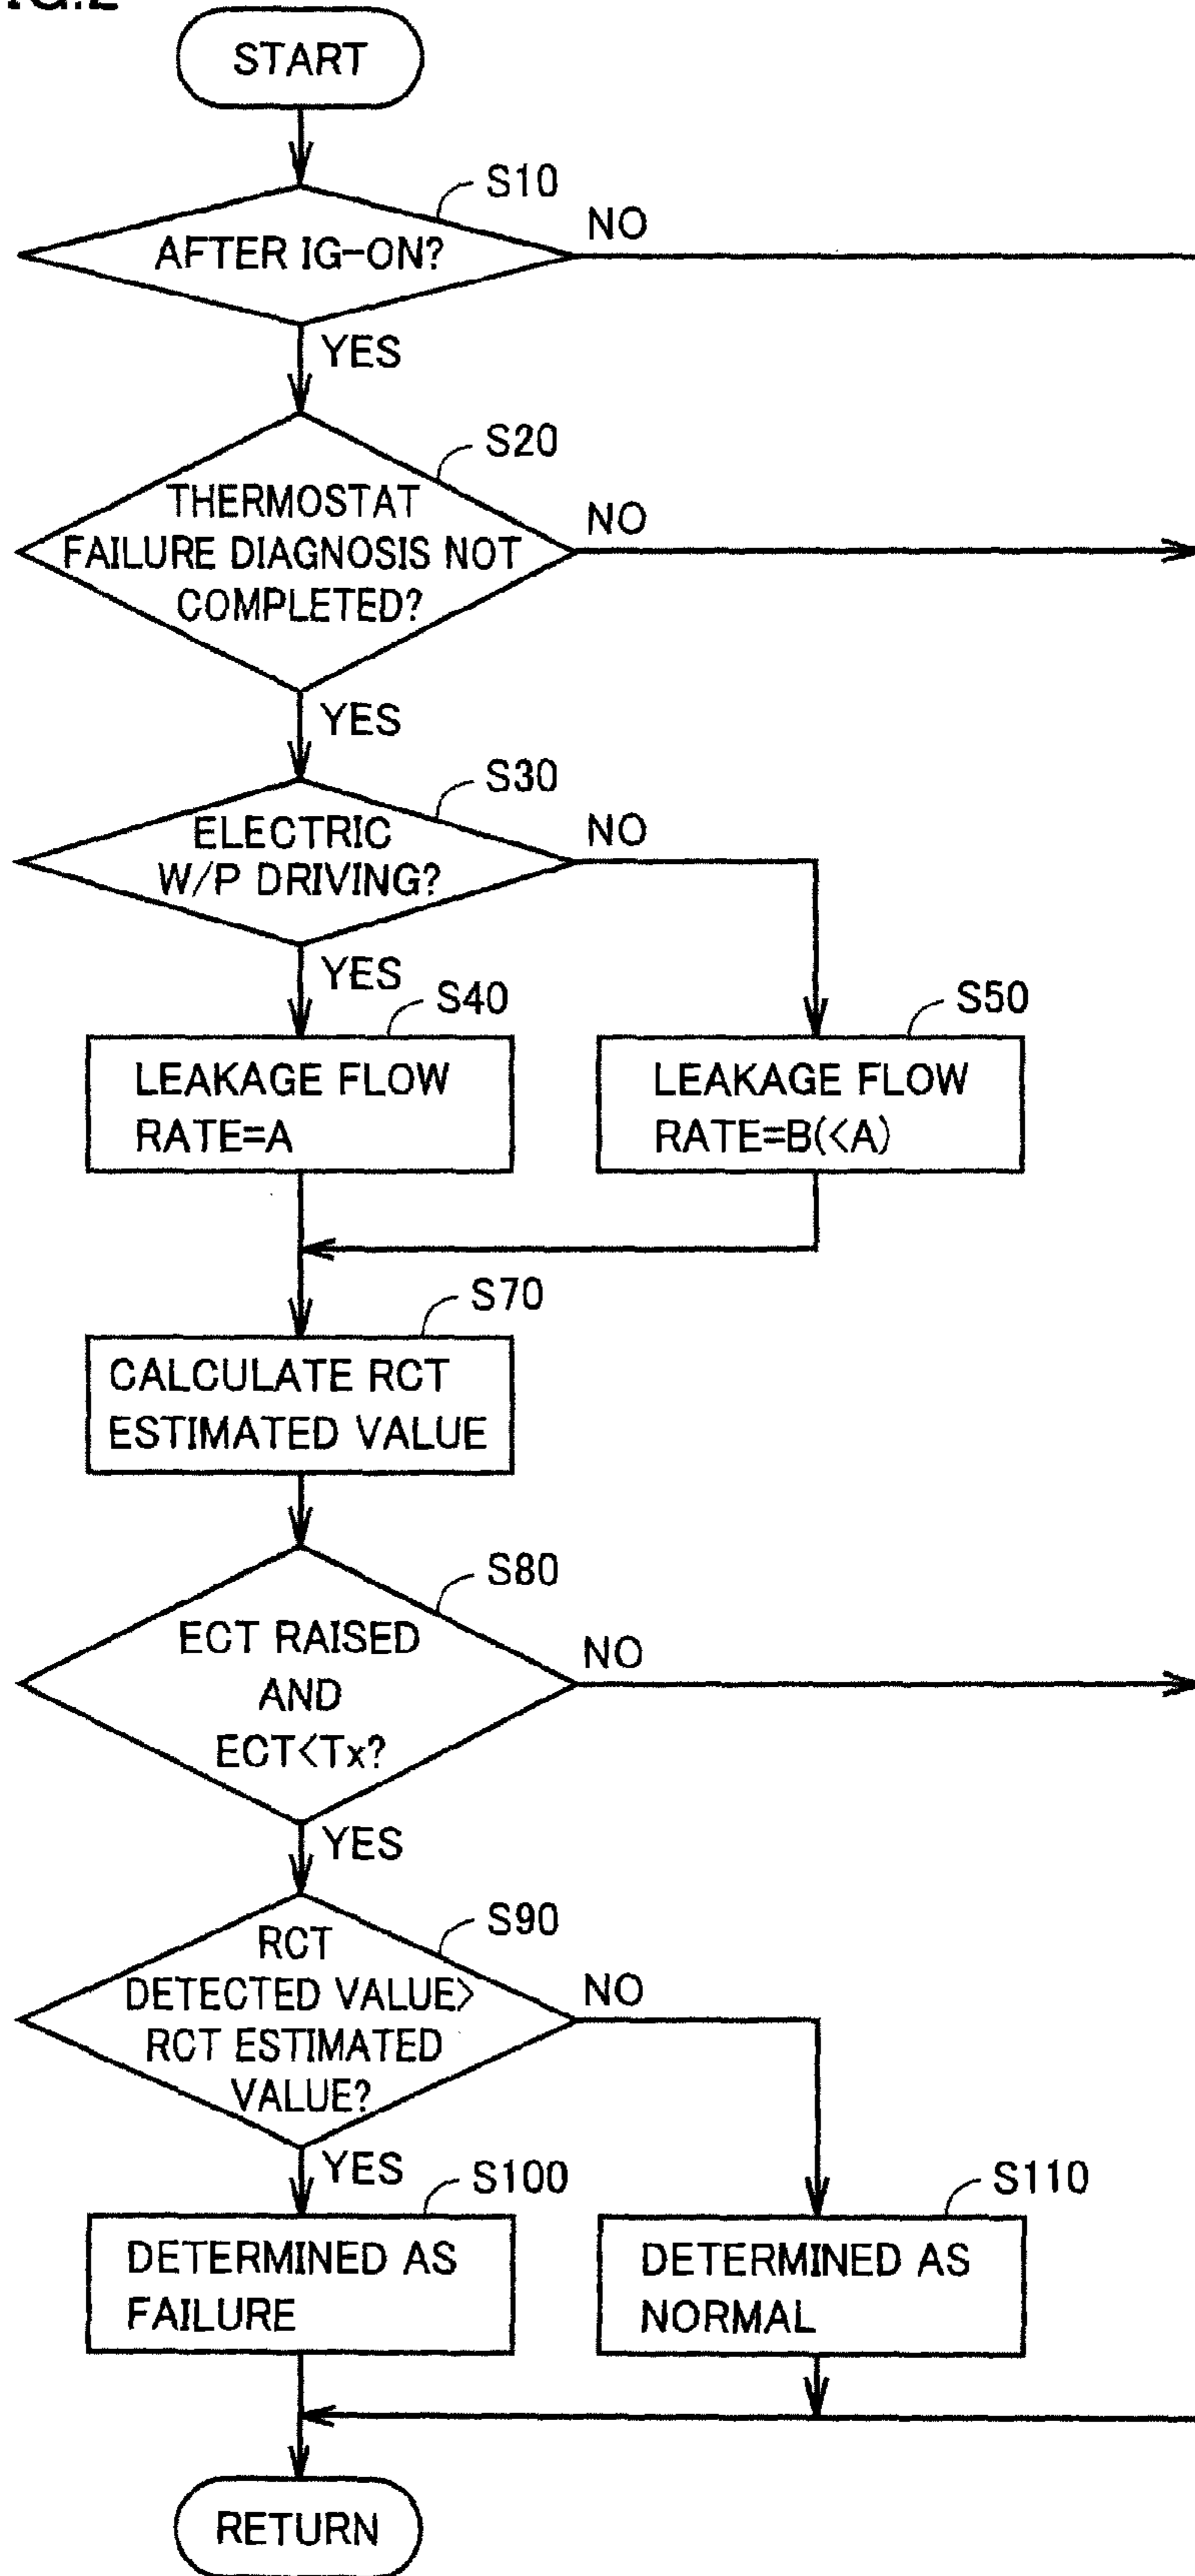 START
S10
AFTER IG-ON?
NO
YES
S20
THERMOSTAT
FAILURE DIAGNOSIS NOT
COMPLETED?
NO
YES
S30
ELECTRIC
W/P DRIVING?
NO
YES
S40
LEAKAGE FLOW
RATE=A
S50
LEAKAGE FLOW
RATE=B(<A)
S70
CALCULATE RCT
ESTIMATED VALUE
S80
ECT RAISED
AND
ECT<Tx?
NO
YES
S90
RCT
DETECTED VALUE>
RCT ESTIMATED
VALUE?
NO
YES
S100
DETERMINED AS
FAILURE
S110
DETERMINED AS
NORMAL
RETURN